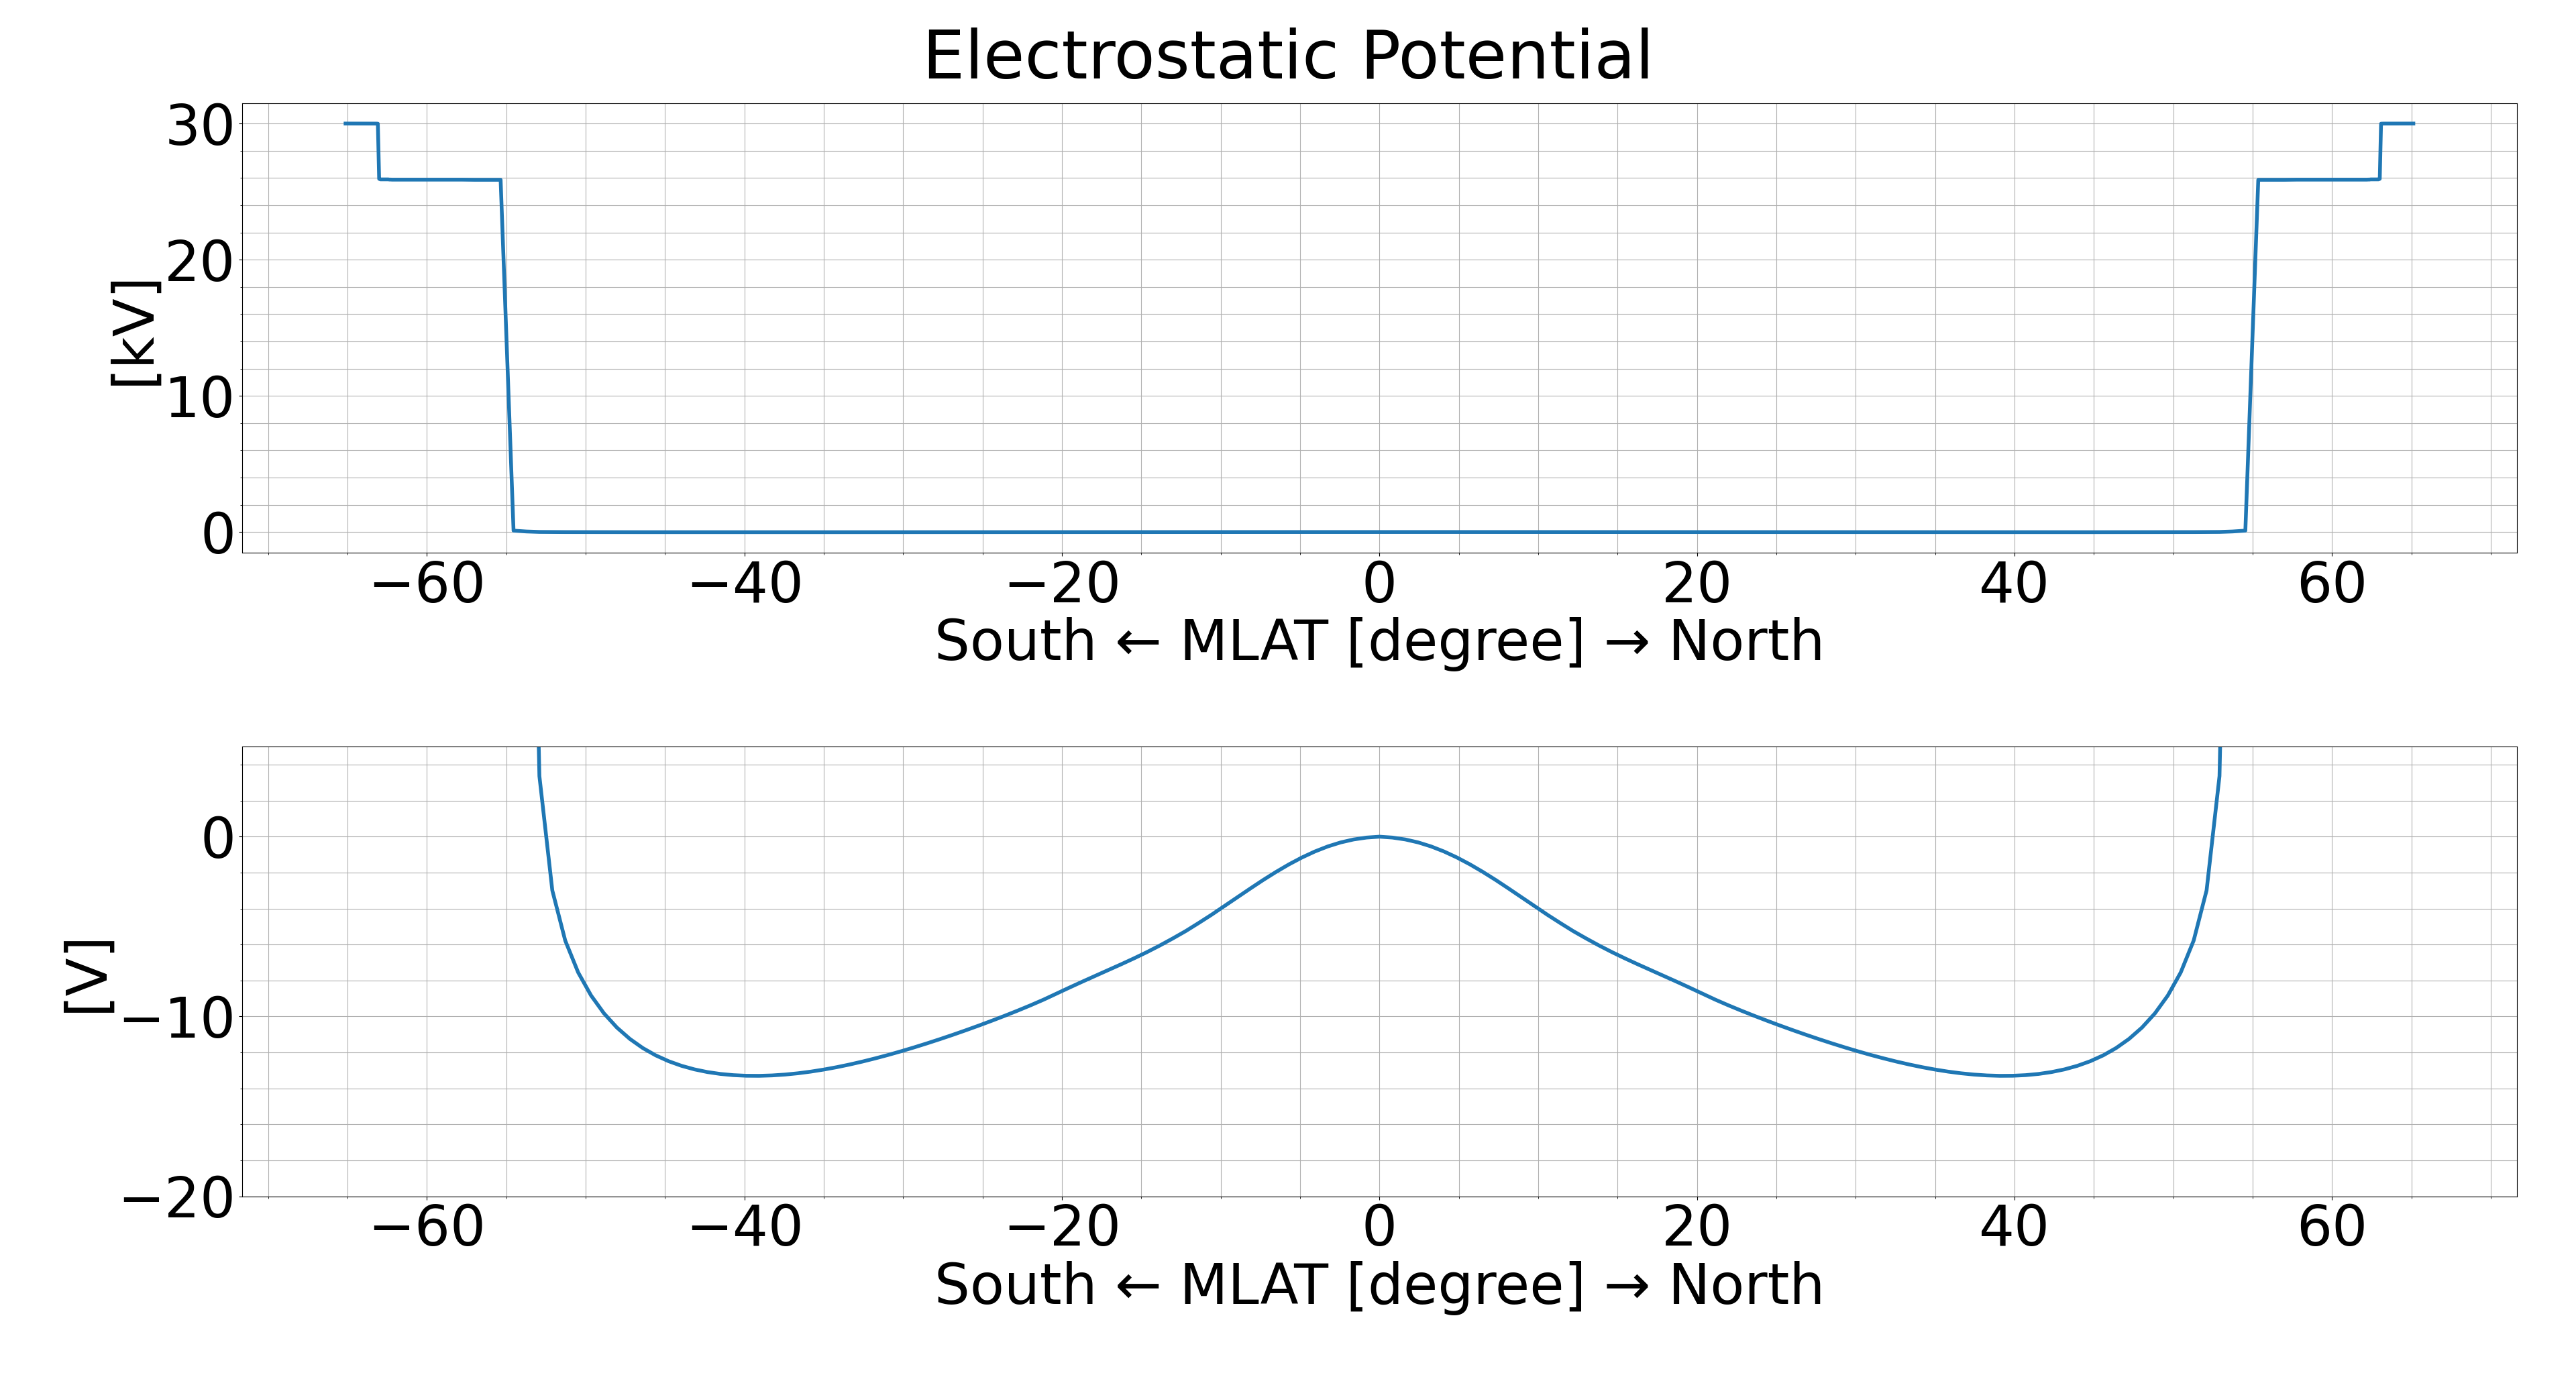 Electrostatic Potential
[kV]
30
20
10
0
−60 −40 −20 0 20 40 60
South ← MLAT [degree] → North
[V]
0
−10
−20
−60 −40 −20 0 20 40 60
South ← MLAT [degree] → North